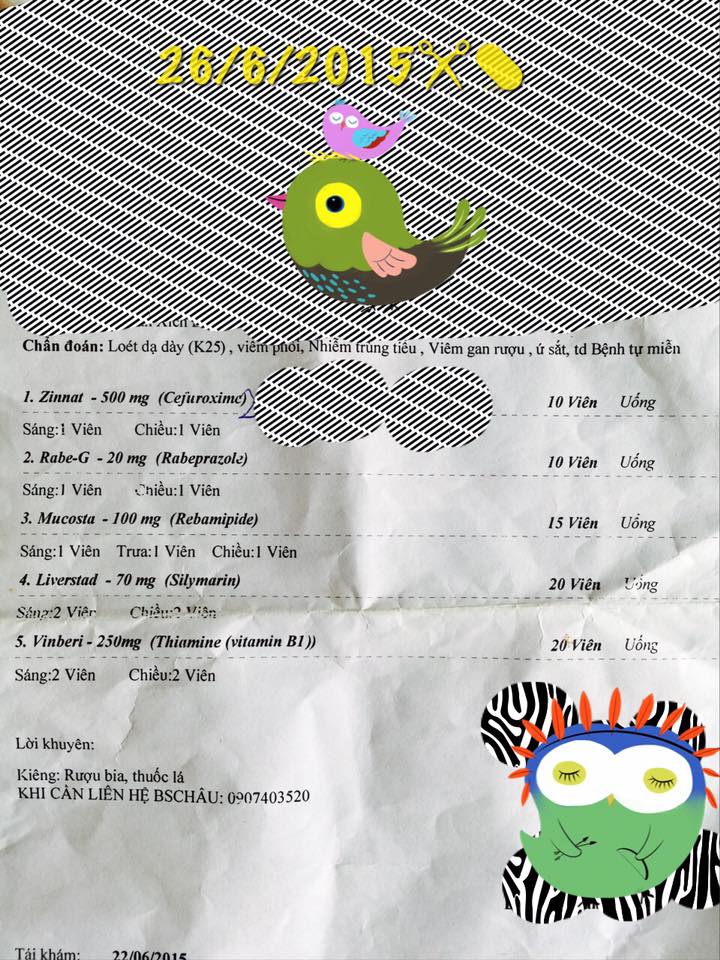 26/6/2015
Chẩn đoán: Loét dạ dày (K25) , viêm phổi, Nhiễm trùng tiểu , Viêm gan rượu , ứ sắt, td Bệnh tự miễn
1. Zinnat - 500 mg (Cefuroxime) 10 Viên Uống
Sáng:1 Viên Chiều:1 Viên
2. Rabe-G - 20 mg (Rabeprazole) 10 Viên Uống
Sáng:1 Viên Chiều:1 Viên
3. Mucosta - 100 mg (Rebamipide) 15 Viên Uống
Sáng:1 Viên Trưa:1 Viên Chiều:1 Viên
4. Liverstad - 70 mg (Silymarin) 20 Viên Uống
Sáng:2 Viên Chiều:2 Viên
5. Vinberi - 250mg (Thiamine (vitamin B1)) 20 Viên Uống
Sáng:2 Viên Chiều:2 Viên
Lời khuyên:
Kiêng: Rượu bia, thuốc lá
KHI CẦN LIÊN HỆ BSCHÂU: 0907403520
Tái khám: 22/06/2015